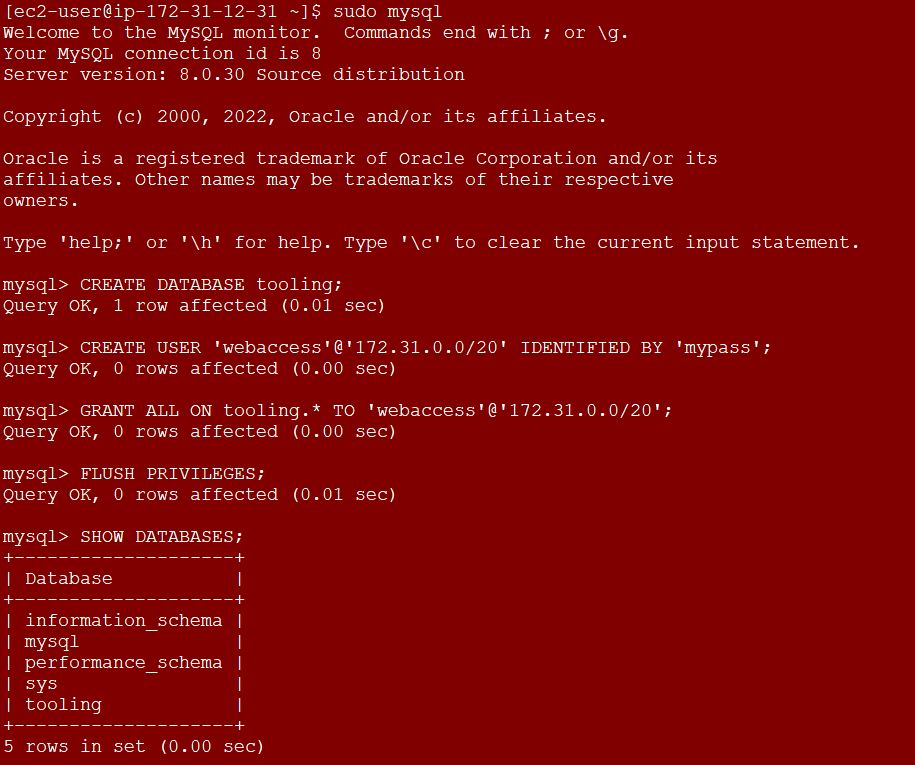 [ec2-user@ip-172-31-12-31 ~]$ sudo mysql
Welcome to the MySQL monitor.  Commands end with ; or \g.
Your MySQL connection id is 8
Server version: 8.0.30 Source distribution
Copyright (c) 2000, 2022, Oracle and/or its affiliates.
Oracle is a registered trademark of Oracle Corporation and/or its
affiliates. Other names may be trademarks of their respective
owners.
Type 'help;' or '\h' for help. Type '\c' to clear the current input statement.
mysql> CREATE DATABASE tooling;
Query OK, 1 row affected (0.01 sec)
mysql> CREATE USER 'webaccess'@'172.31.0.0/20' IDENTIFIED BY 'mypass';
Query OK, 0 rows affected (0.00 sec)
mysql> GRANT ALL ON tooling.* TO 'webaccess'@'172.31.0.0/20';
Query OK, 0 rows affected (0.00 sec)
mysql> FLUSH PRIVILEGES;
Query OK, 0 rows affected (0.01 sec)
mysql> SHOW DATABASES;
+--------------------+
| Database           |
+--------------------+
| information_schema |
| mysql              |
| performance_schema |
| sys                |
| tooling            |
+--------------------+
5 rows in set (0.00 sec)